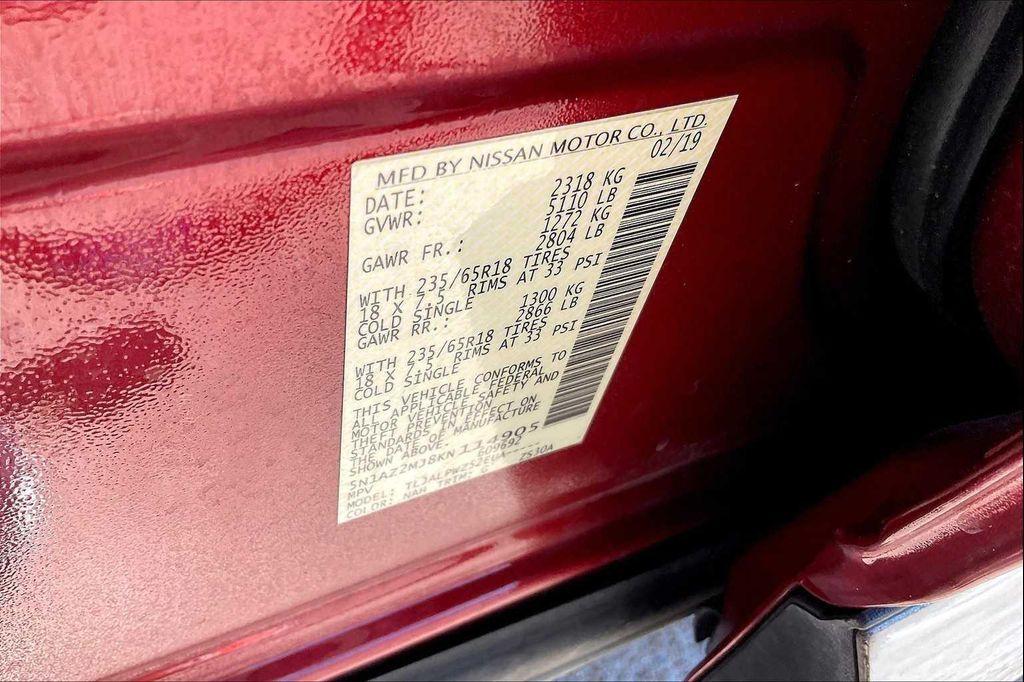 MFD BY NISSAN MOTOR CO., LTD.
DATE: 02/19
GVWR: 2318 KG
5110 LB
GAWR FR.: 1272 KG
2804 LB
WITH 235/65R18 TIRES
18 X 7.5 RIMS AT 33 PSI
COLD SINGLE
GAWR RR.: 1300 KG
2866 LB
WITH 235/65R18 TIRES
18 X 7.5 RIMS AT 33 PSI
COLD SINGLE
THIS VEHICLE CONFORMS TO
ALL APPLICABLE FEDERAL
MOTOR VEHICLE SAFETY AND
THEFT PREVENTION
STANDARDS IN EFFECT ON
THE DATE OF MANUFACTURE
SHOWN ABOVE.
5N1AZ2MJ8KN114905
MPV 609692
MODEL:
COLOR: NAH TRIM: G